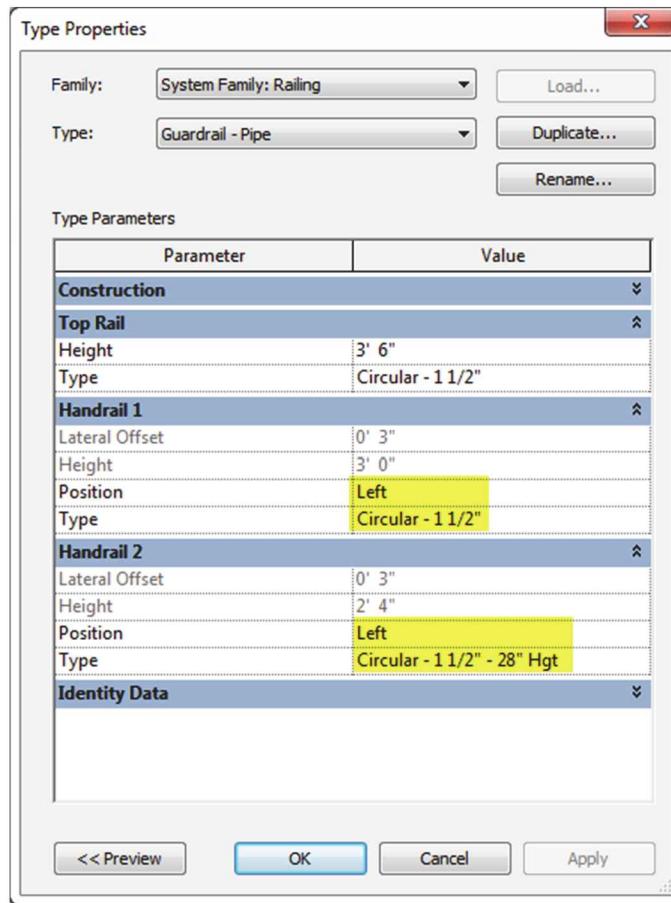 Type Properties
Family: System Family: Railing Load...
Type: Guardrail - Pipe Duplicate...
Rename...
Type Parameters
Parameter Value
Construction
Top Rail
Height 3' 6"
Type Circular - 1 1/2"
Handrail 1
Lateral Offset 0' 3"
Height 3' 0"
Position Left
Type Circular - 1 1/2"
Handrail 2
Lateral Offset 0' 3"
Height 2' 4"
Position Left
Type Circular - 1 1/2" - 28" Hgt
Identity Data
<< Preview OK Cancel Apply